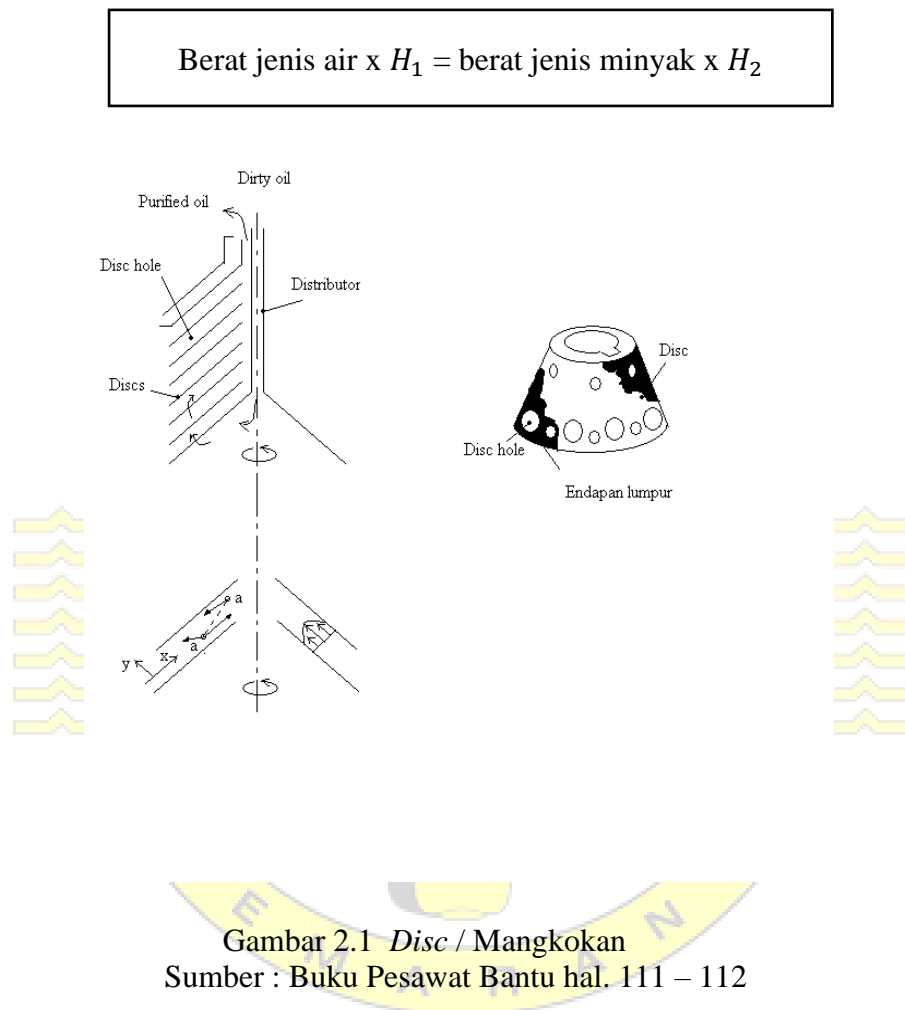 Berat jenis air x H₁ = berat jenis minyak x H₂
Dirty oil
Purified oil
Disc hole
Distributor
Discs
Disc
Disc hole
Endapan lumpur
a
a
x
y
E M A R A N
Gambar 2.1 Disc / Mangkokan
Sumber : Buku Pesawat Bantu hal. 111 – 112